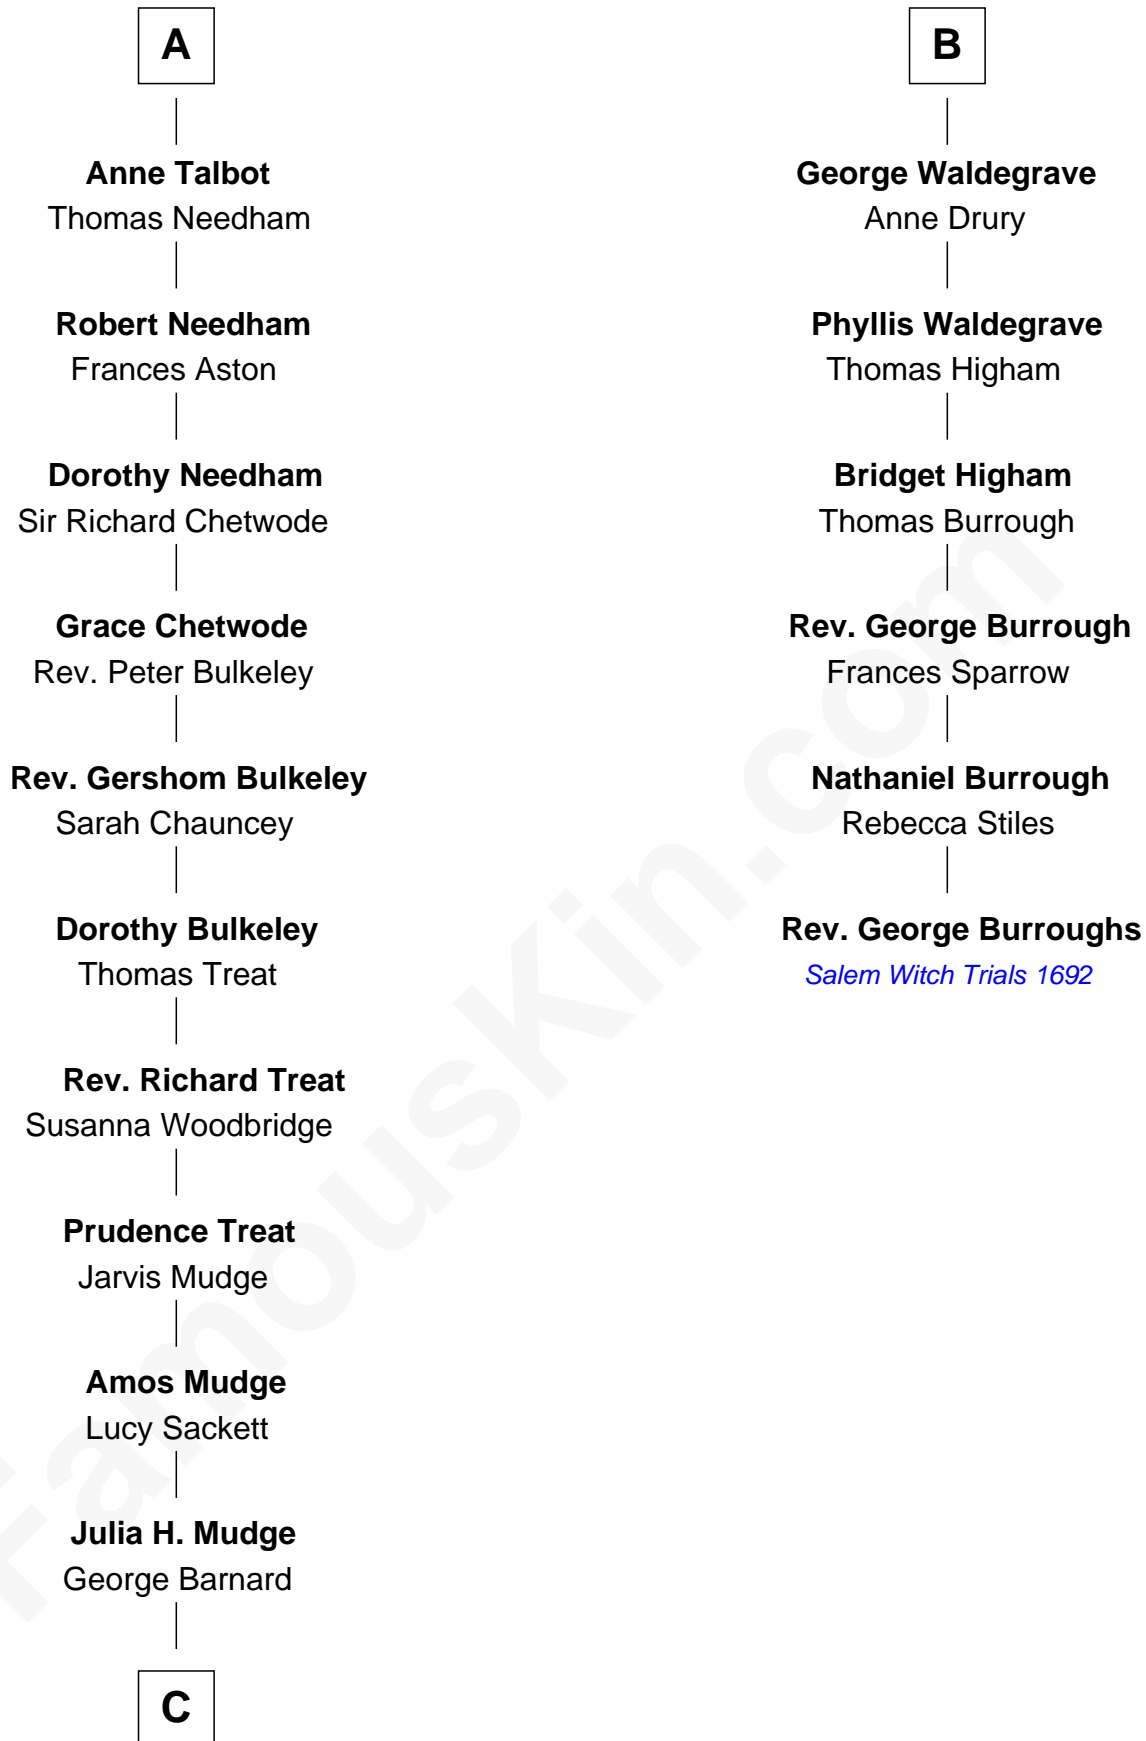 A
Anne Talbot
Thomas Needham
Robert Needham
Frances Aston
Dorothy Needham
Sir Richard Chetwode
Grace Chetwode
Rev. Peter Bulkeley
Rev. Gershom Bulkeley
Sarah Chauncey
Dorothy Bulkeley
Thomas Treat
Rev. Richard Treat
Susanna Woodbridge
Prudence Treat
Jarvis Mudge
Amos Mudge
Lucy Sackett
Julia H. Mudge
George Barnard
C
B
George Waldegrave
Anne Drury
Phyllis Waldegrave
Thomas Higham
Bridget Higham
Thomas Burrough
Rev. George Burrough
Frances Sparrow
Nathaniel Burrough
Rebecca Stiles
Rev. George Burroughs
Salem Witch Trials 1692
FamousKin.com